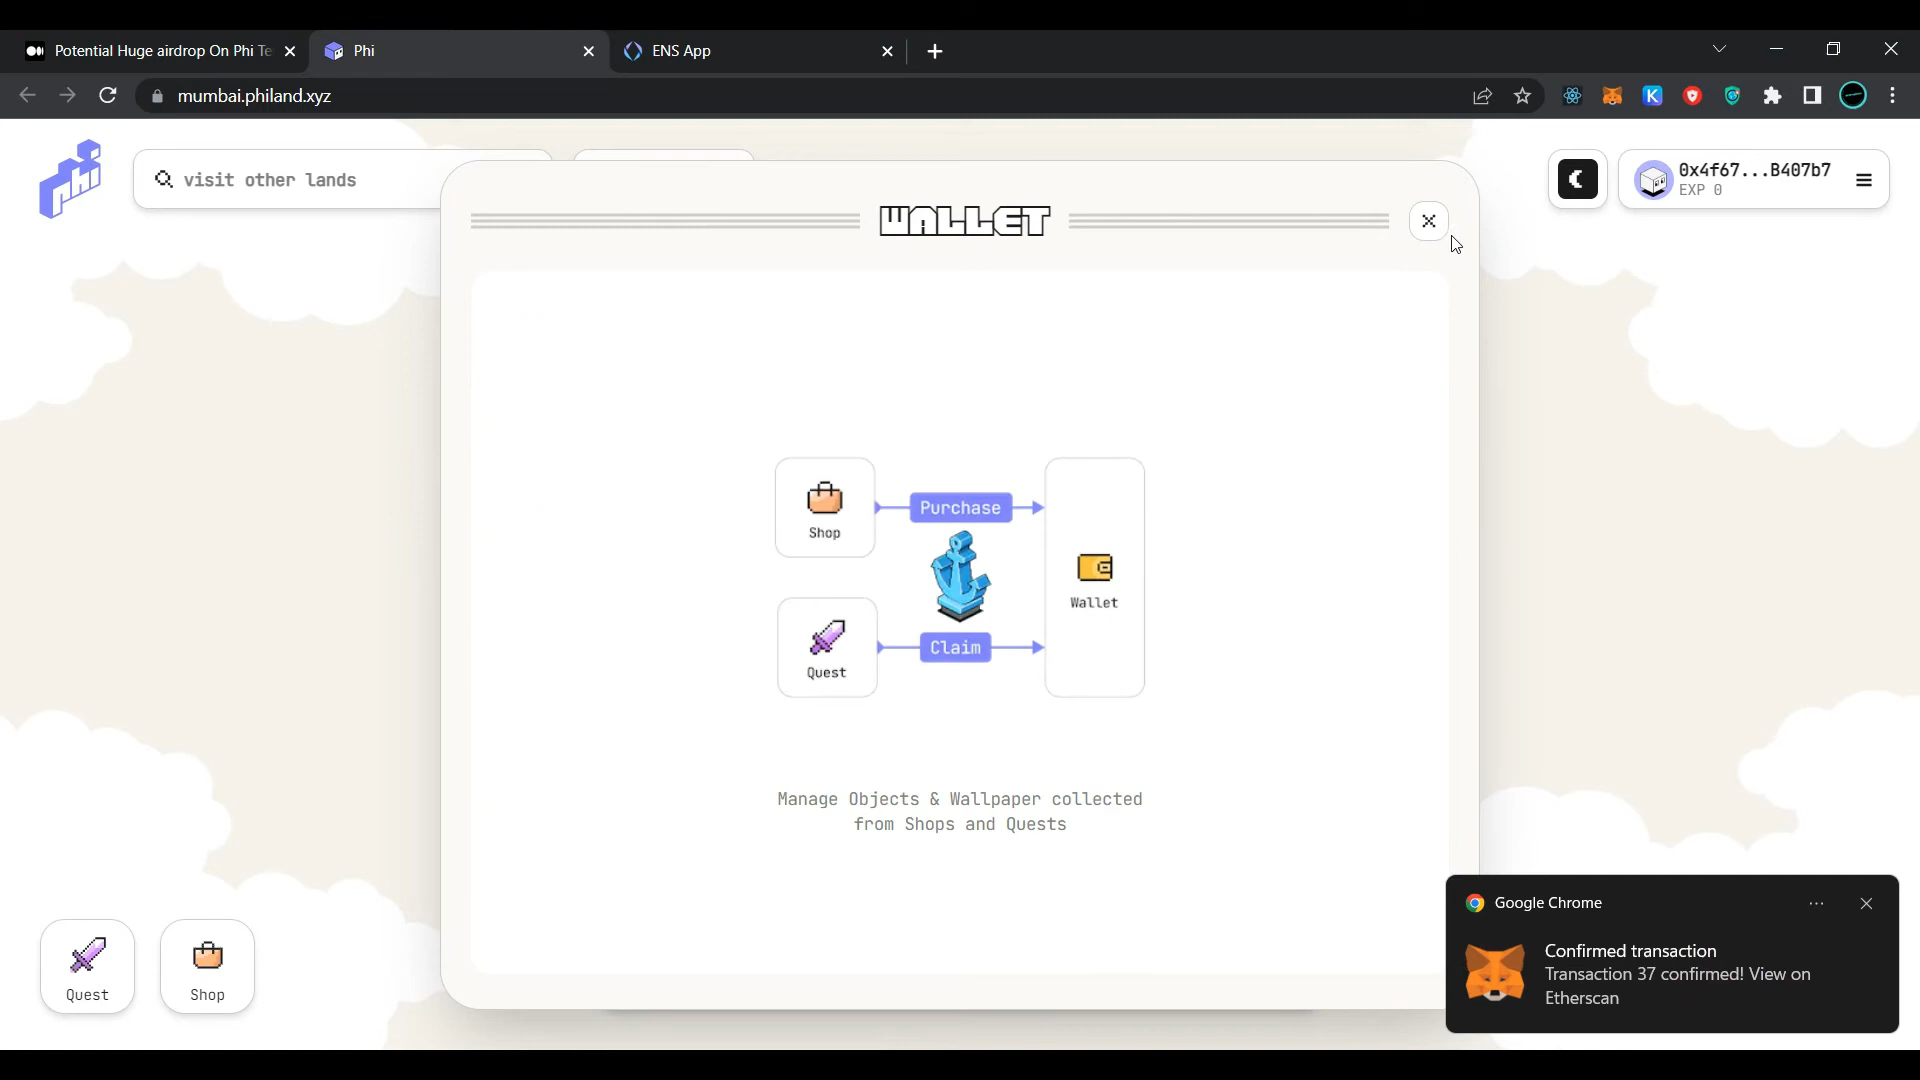 Potential Huge airdrop On Phi Te
Phi
ENS App
mumbai.philand.xyz
phi
visit other lands
0x4f67...B407b7
EXP 0
WALLET
Shop
Purchase
Wallet
Quest
Claim
Manage Objects & Wallpaper collected
from Shops and Quests
Quest
Shop
Google Chrome
Confirmed transaction
Transaction 37 confirmed! View on
Etherscan